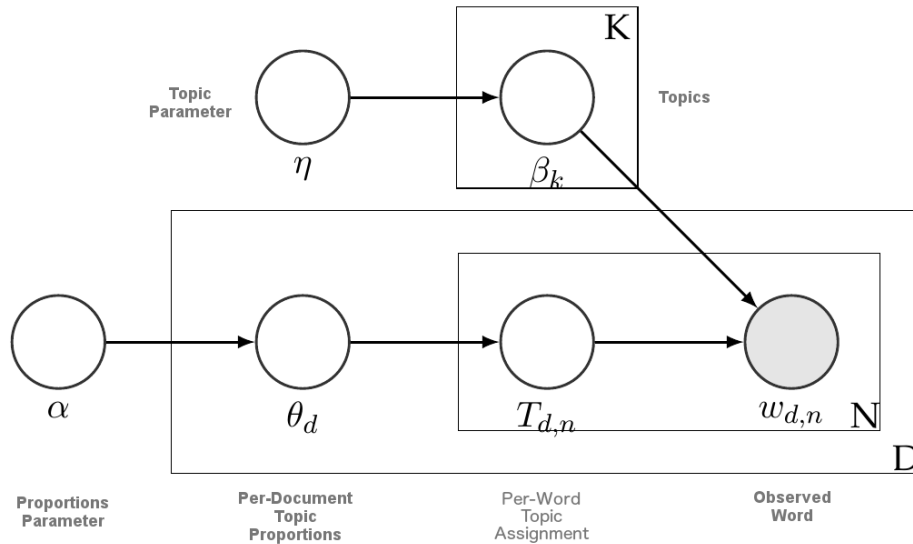 K
Topic
Parameter
Topics
η
β_k
α
θ_d
T_{d,n}
w_{d,n}
N
D
Proportions
Parameter
Per-Document
Topic
Proportions
Per-Word
Topic
Assignment
Observed
Word